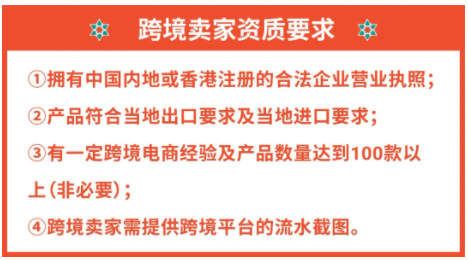 跨境卖家资质要求
①拥有中国内地或香港注册的合法企业营业执照；
②产品符合当地出口要求及当地进口要求；
③有一定跨境电商经验及产品数量达到100款以
上（非必要）；
④跨境卖家需提供跨境平台的流水截图。